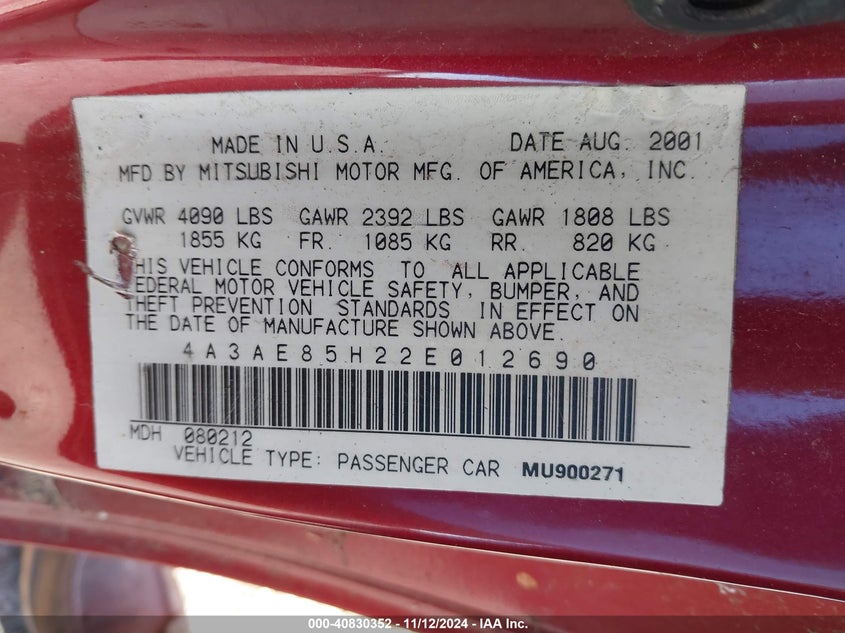 MADE IN U.S.A. DATE AUG. 2001
MFD BY MITSUBISHI MOTOR MFG. OF AMERICA, INC.
GVWR 4090 LBS GAWR 2392 LBS GAWR 1808 LBS
1855 KG FR. 1085 KG RR. 820 KG
THIS VEHICLE CONFORMS TO ALL APPLICABLE
FEDERAL MOTOR VEHICLE SAFETY, BUMPER, AND
THEFT PREVENTION STANDARDS IN EFFECT ON
THE DATE OF MANUFACTURE SHOWN ABOVE.
4A3AE85H22E012690
MDH 080212
VEHICLE TYPE: PASSENGER CAR MU900271
000-40830352 - 11/12/2024 - IAA Inc.